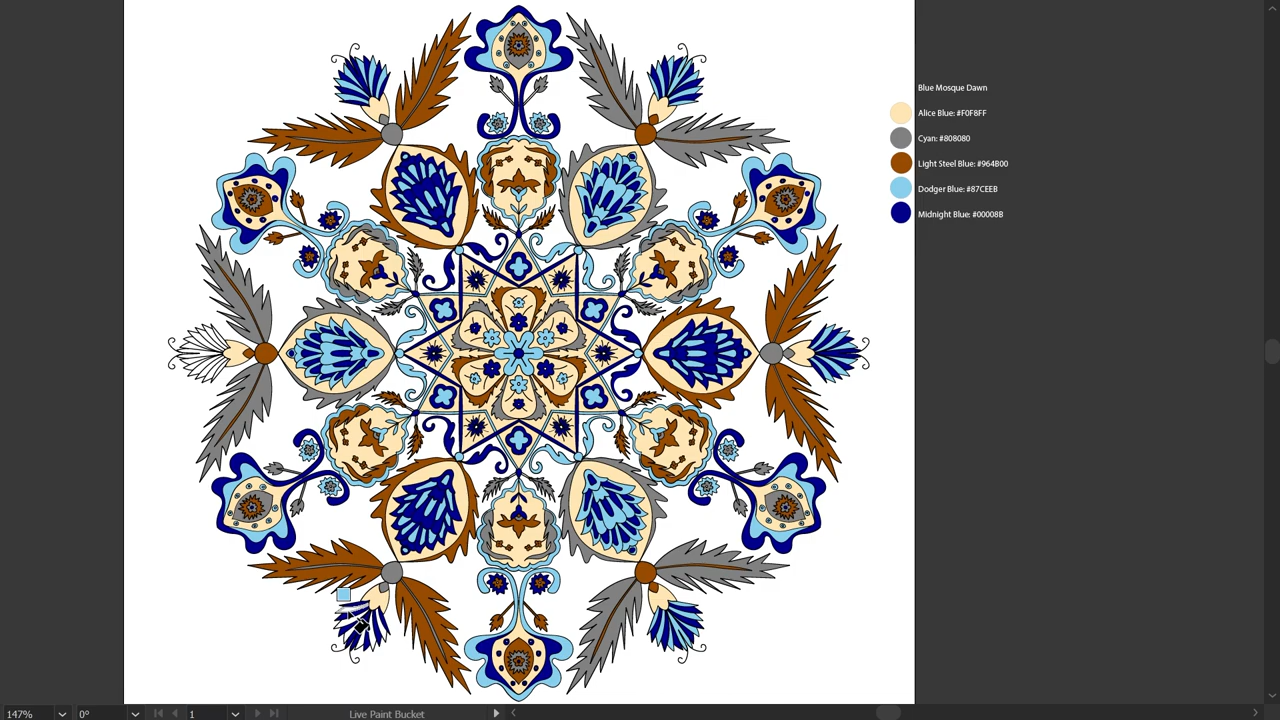 Blue Mosque Dawn
Alice Blue: #F0F8FF
Cyan: #808080
Light Steel Blue: #964B00
Dodger Blue: #87CEEB
Midnight Blue: #00008B
147% 0° 1 Live Paint Bucket